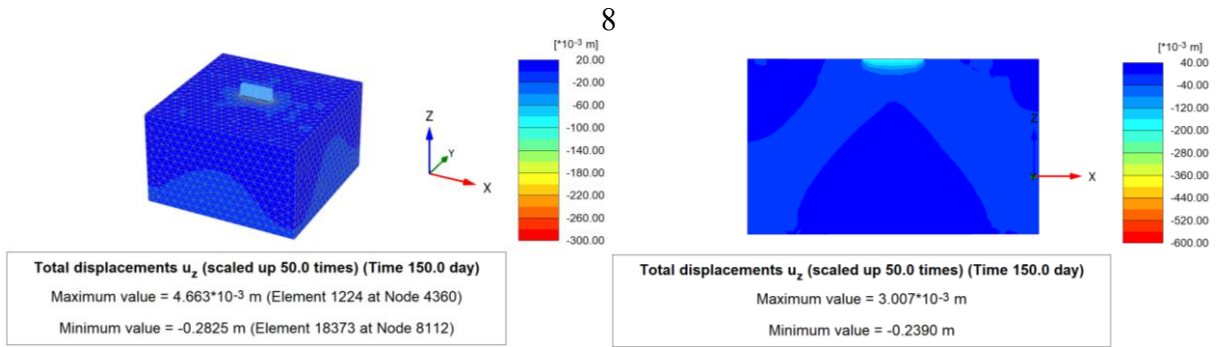 8
[*10-3 m]
20.00
-20.00
-60.00
-100.00
-140.00
-180.00
-220.00
-260.00
-300.00
Z
Y
X
Total displacements uz (scaled up 50.0 times) (Time 150.0 day)
Maximum value = 4.663*10-3 m (Element 1224 at Node 4360)
Minimum value = -0.2825 m (Element 18373 at Node 8112)
[*10-3 m]
40.00
-40.00
-120.00
-200.00
-280.00
-360.00
-440.00
-520.00
-600.00
Z
X
Total displacements uz (scaled up 50.0 times) (Time 150.0 day)
Maximum value = 3.007*10-3 m
Minimum value = -0.2390 m